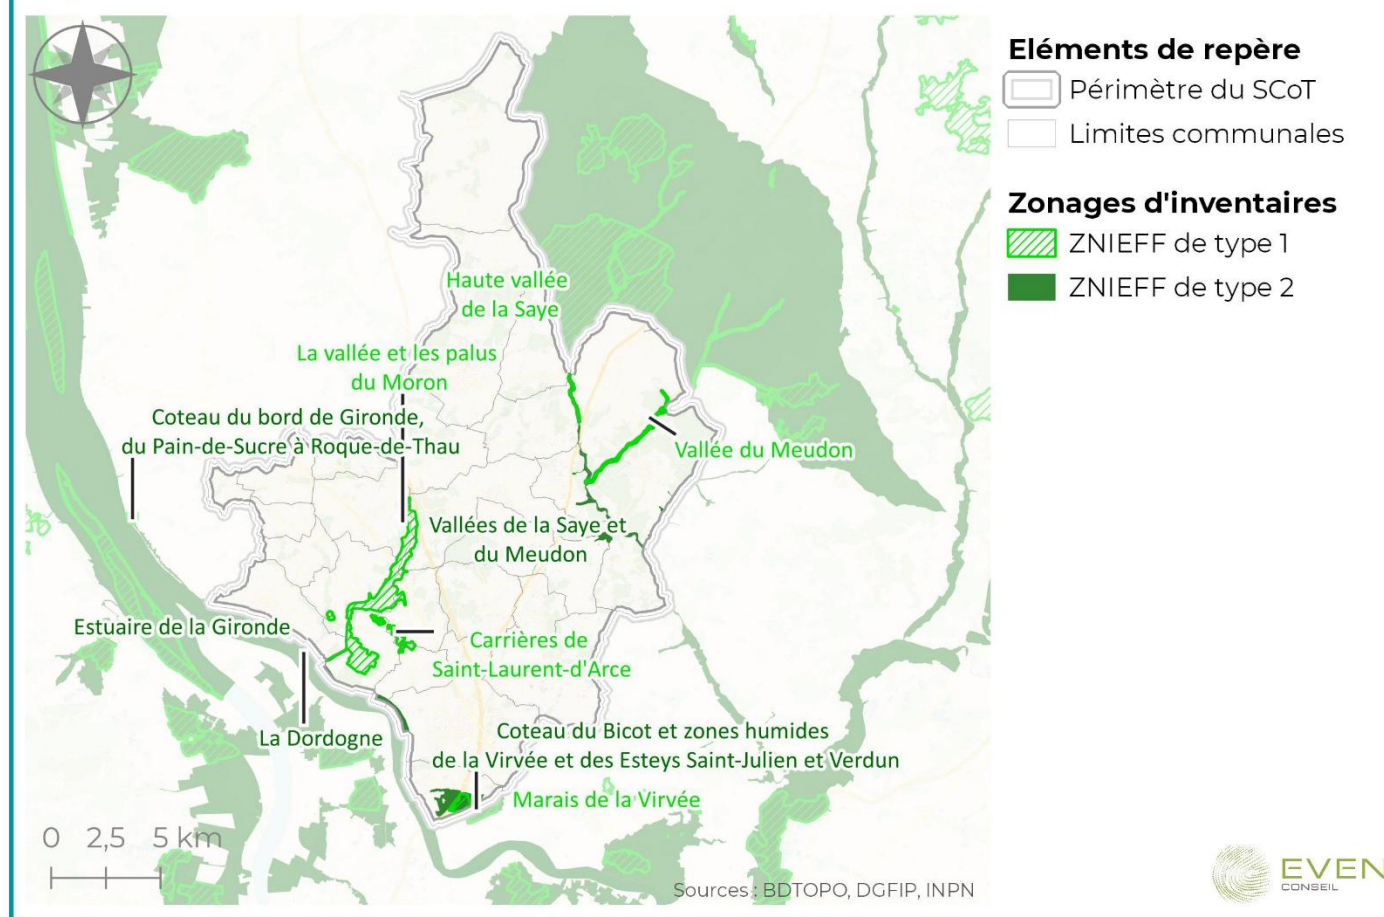 Haute vallée
de la Saye
La vallée et les palus
du Moron
Coteau du bord de Gironde,
du Pain-de-Sucre à Roque-de-Thau
Vallée du Meudon
Vallées de la Saye et
du Meudon
Estuaire de la Gironde
Carrières de
Saint-Laurent-d'Arce
La Dordogne
Coteau du Bicot et zones humides
de la Virvée et des Esteys Saint-Julien et Verdun
Marais de la Virvée
0 2,5 5 km
Sources : BDTOPO, DGFIP, INPN
Eléments de repère
Périmètre du SCoT
Limites communales
Zonages d'inventaires
ZNIEFF de type 1
ZNIEFF de type 2
EVEN
CONSEIL